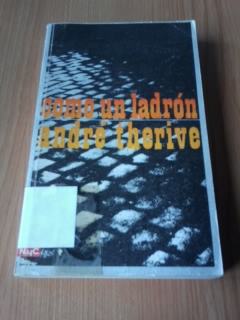 como un ladrón
andré therive